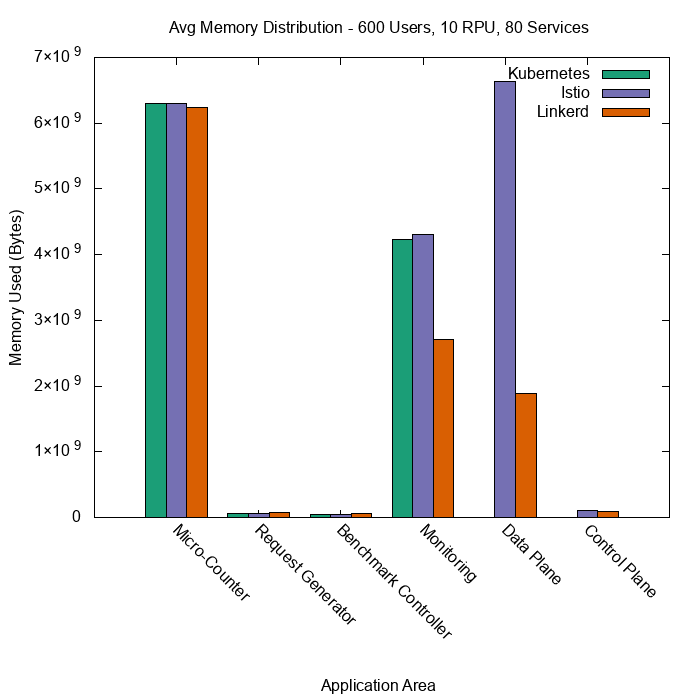 Avg Memory Distribution - 600 Users, 10 RPU, 80 Services
Kubernetes
Istio
Linkerd
7×10 9
6×10 9
5×10 9
4×10 9
3×10 9
2×10 9
1×10 9
0
Memory Used (Bytes)
Micro-Counter
Request Generator
Benchmark Controller
Monitoring
Data Plane
Control Plane
Application Area